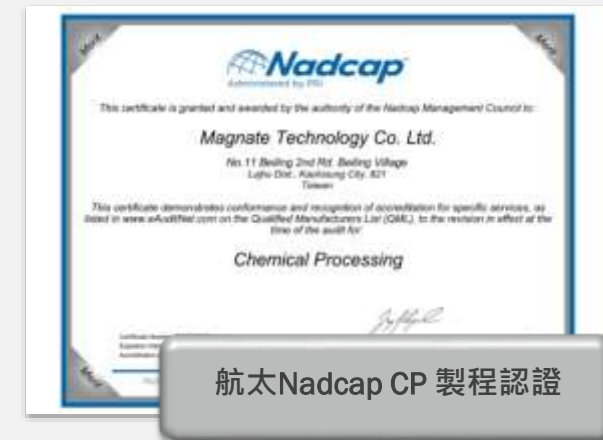 Merit
Merit
Nadcap
Administered by PRI
This certificate is granted and awarded by the authority of the Nadcap Management Council to:
Magnate Technology Co. Ltd.
No.11 Beiling 2nd Rd. Beiling Village
Lujhu Dist., Kaohsiung City, 821
Taiwan
This certificate demonstrates conformance and recognition of accreditation for specific services, as
listed in www.eAuditNet.com on the Qualified Manufacturers List (QML), to the revision in effect at the
time of the audit for:
Chemical Processing
Merit
航太Nadcap CP 製程認證